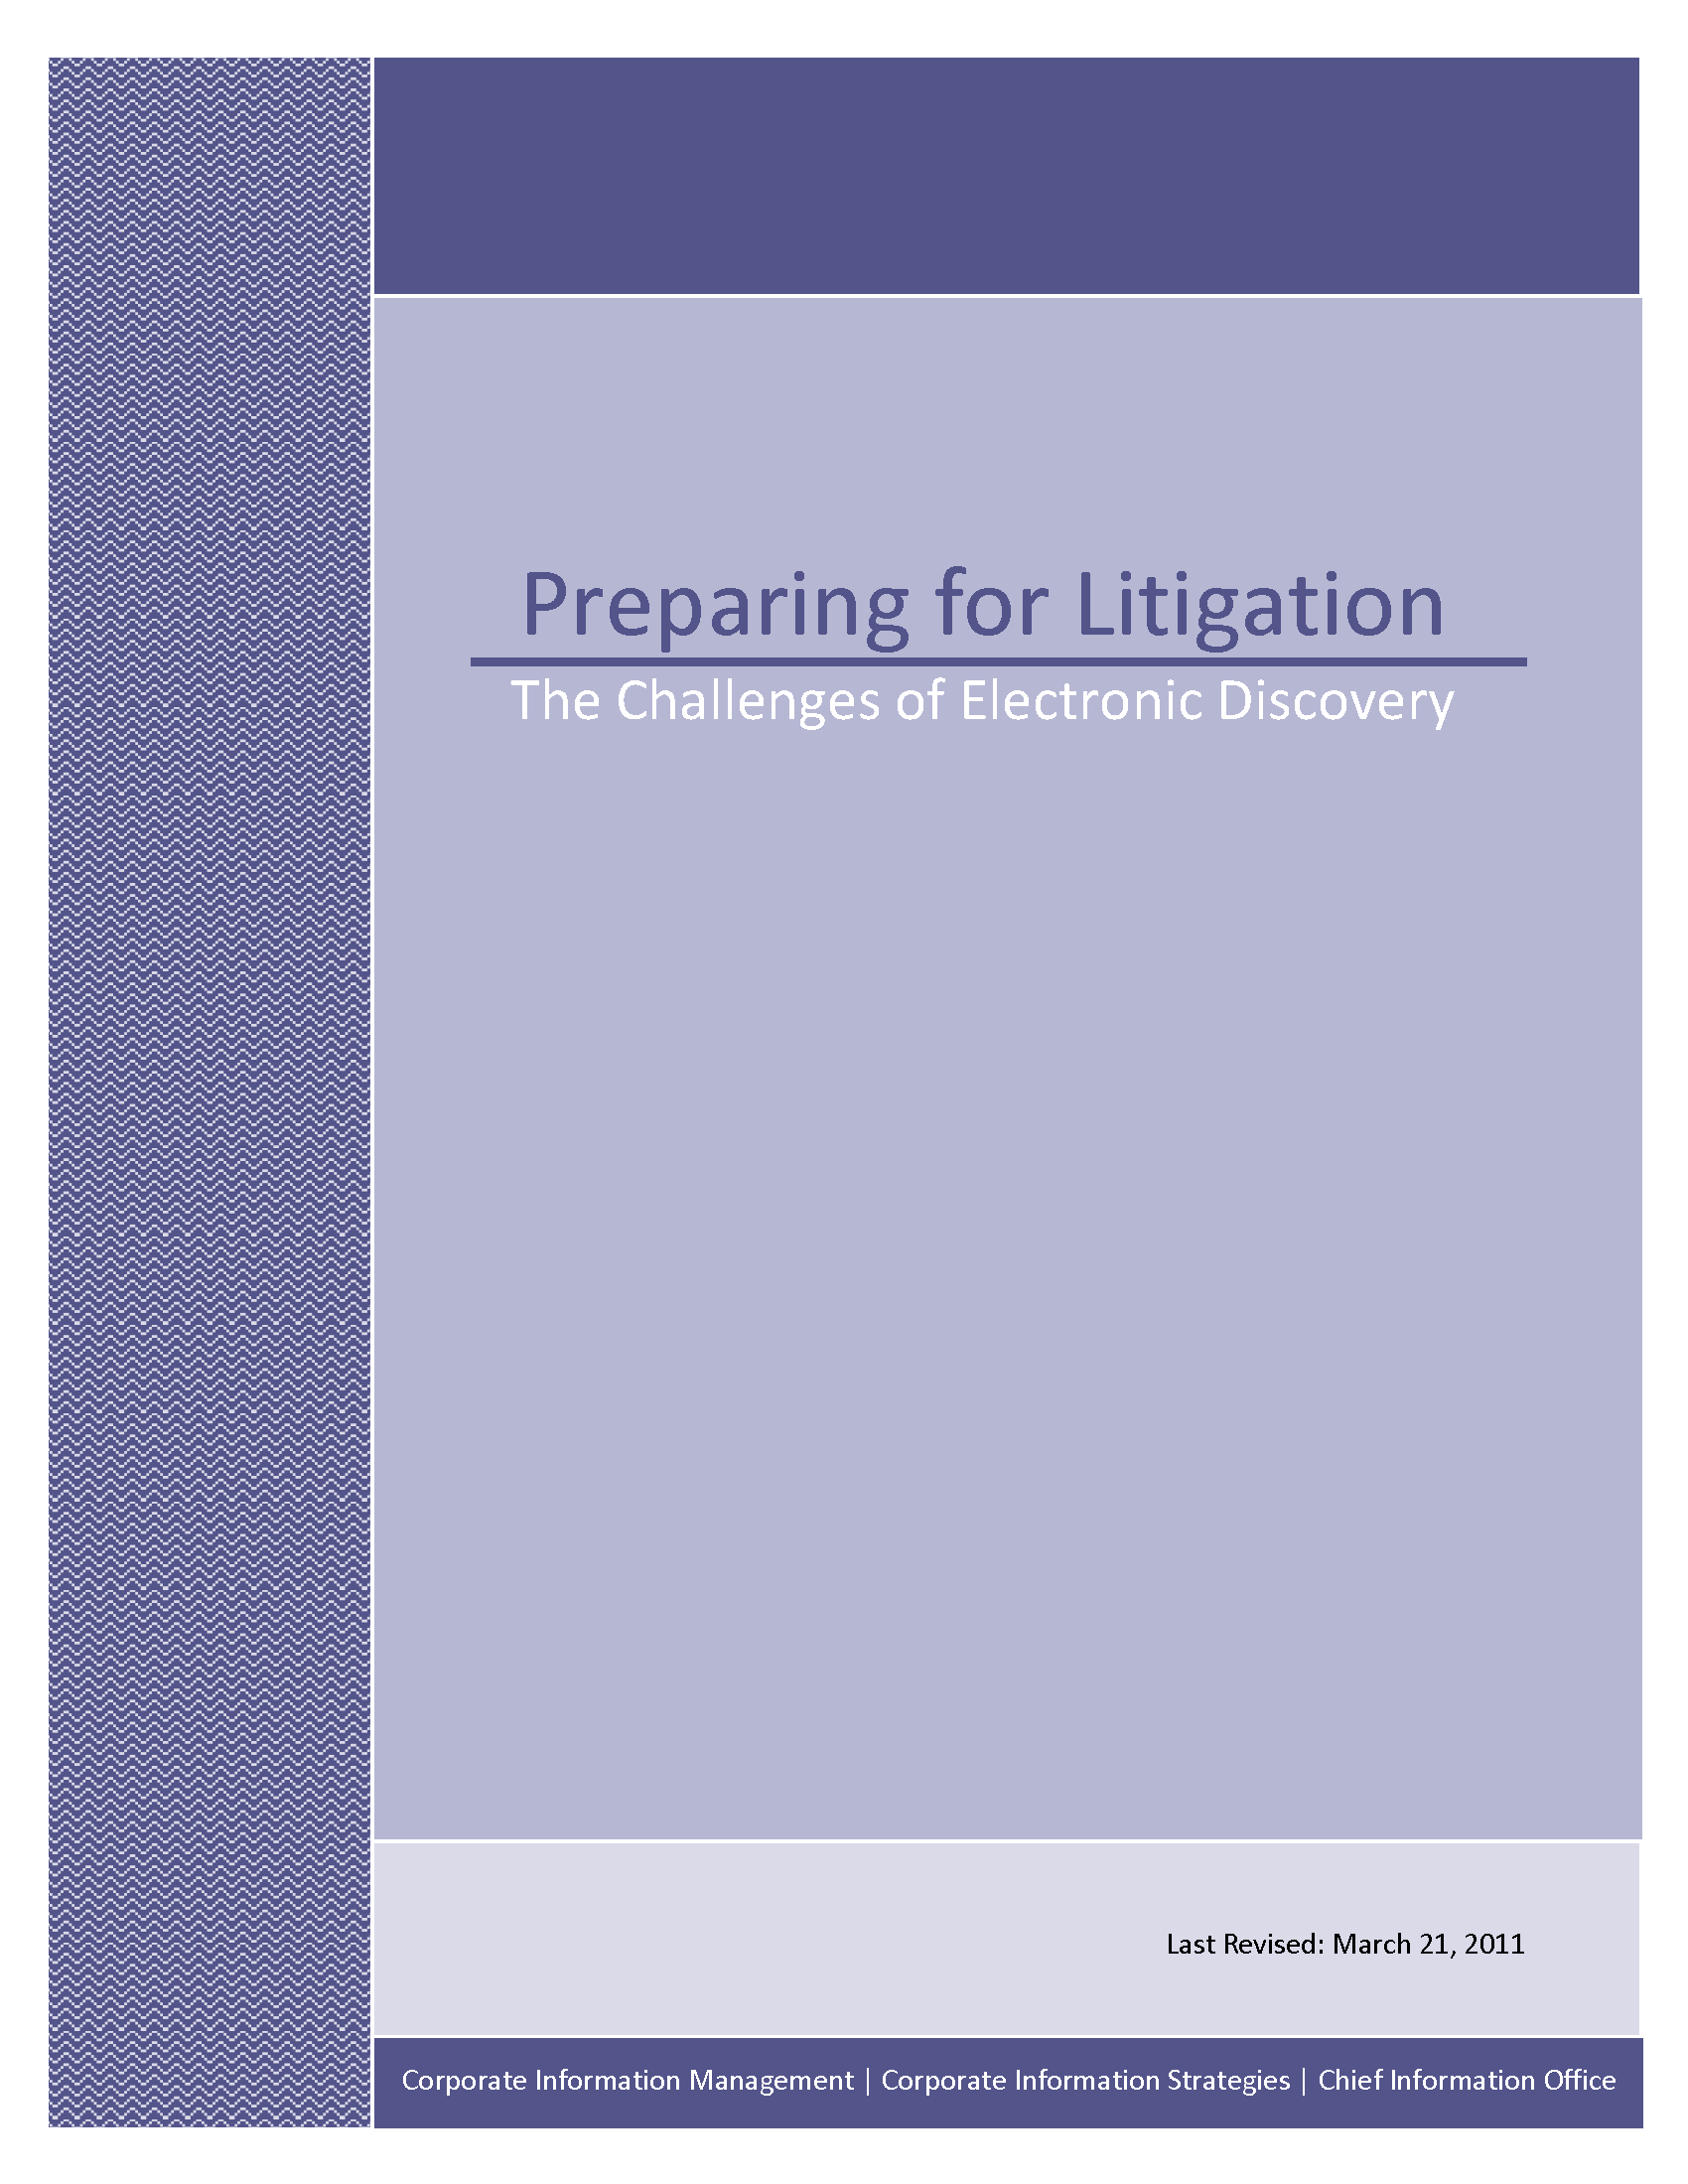 Preparing for Litigation
The Challenges of Electronic Discovery
Last Revised: March 21, 2011
Corporate Information Management | Corporate Information Strategies | Chief Information Office